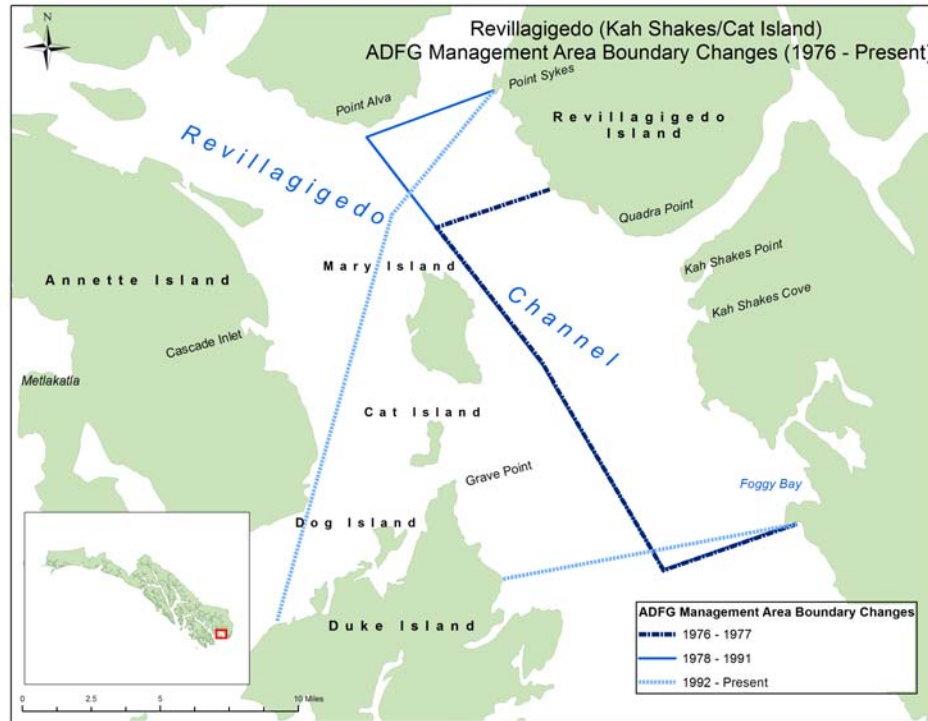 Revillagigedo (Kah Shakes/Cat Island)
ADFG Management Area Boundary Changes (1976 - Present)
N
Point Sykes
Point Alva
Revillagigedo
Island
Revillagigedo
Quadra Point
Kah Shakes Point
Mary Island
Annette Island
Channel
Kah Shakes Cove
Cascade Inlet
Metlakatla
Cat Island
Grave Point
Foggy Bay
Dog Island
Duke Island
ADFG Management Area Boundary Changes
1976 - 1977
1978 - 1991
1992 - Present
0 2.5 5 10 Miles